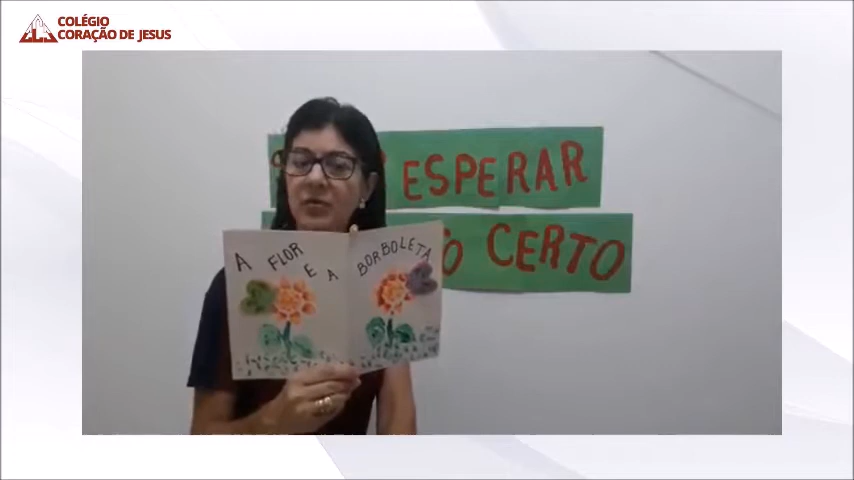 COLÉGIO
CORAÇÃO DE JESUS
ESPERAR
CERTO
A FLOR E A BORBOLETA